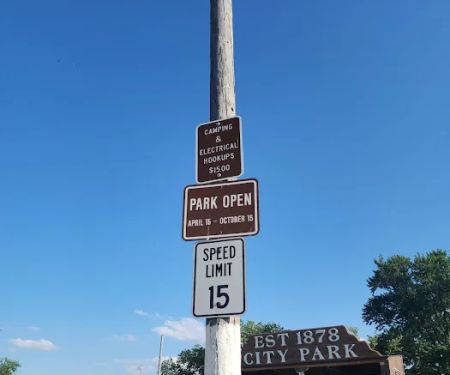 CAMPING
&
ELECTRICAL
HOOKUPS
$15.00
PARK OPEN
APRIL 15 - OCTOBER 15
SPEED
LIMIT
15
EST 1878
CITY PARK